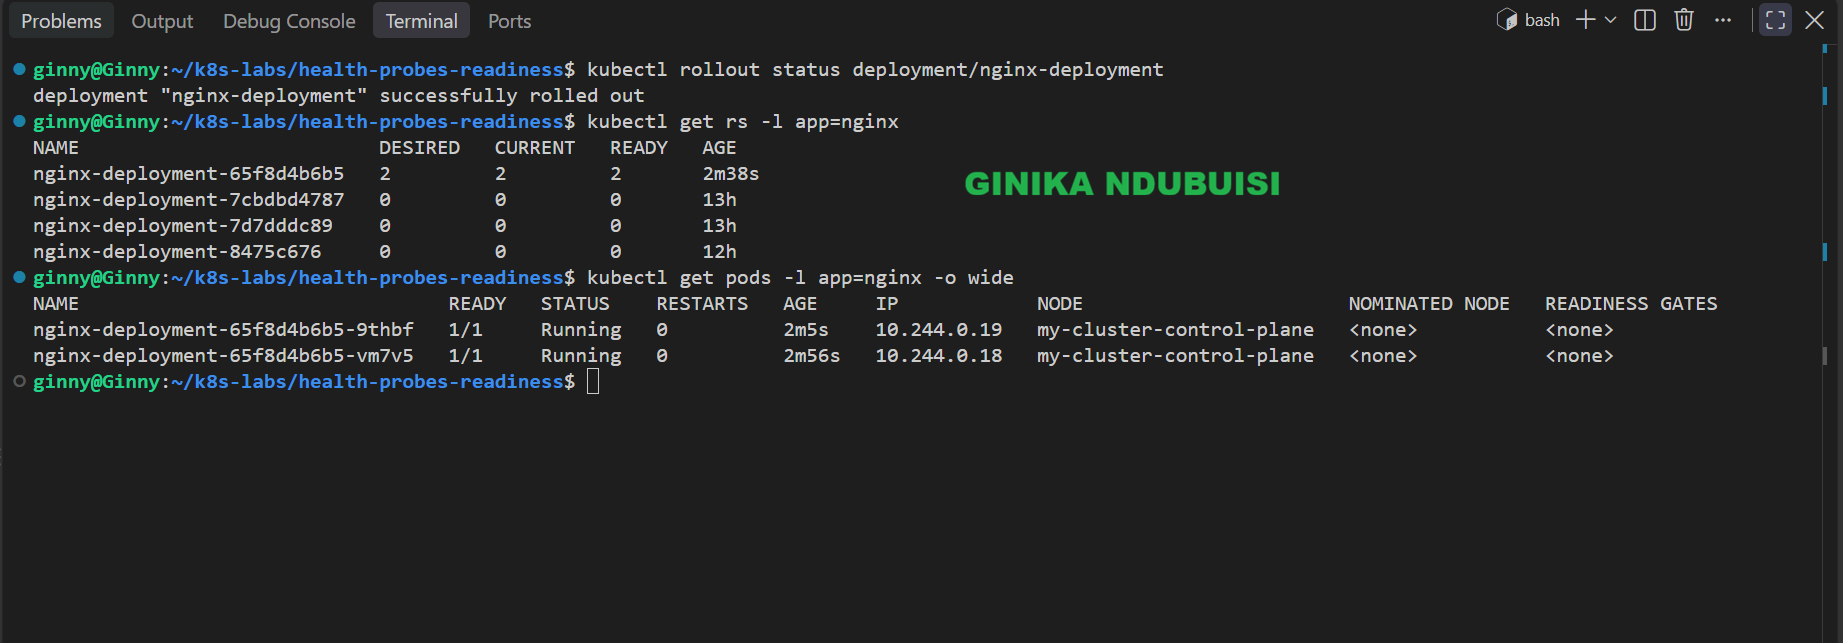 Problems Output Debug Console Terminal Ports bash
ginny@Ginny:~/k8s-labs/health-probes-readiness$ kubectl rollout status deployment/nginx-deployment
deployment "nginx-deployment" successfully rolled out
ginny@Ginny:~/k8s-labs/health-probes-readiness$ kubectl get rs -l app=nginx
NAME DESIRED CURRENT READY AGE
nginx-deployment-65f8d4b6b5 2 2 2 2m38s
GINIKA NDUBUISI
nginx-deployment-7cbdbd4787 0 0 0 13h
nginx-deployment-7d7dddc89 0 0 0 13h
nginx-deployment-8475c676 0 0 0 12h
ginny@Ginny:~/k8s-labs/health-probes-readiness$ kubectl get pods -l app=nginx -o wide
NAME READY STATUS RESTARTS AGE IP NODE NOMINATED NODE READINESS GATES
nginx-deployment-65f8d4b6b5-9thbf 1/1 Running 0 2m5s 10.244.0.19 my-cluster-control-plane <none> <none>
nginx-deployment-65f8d4b6b5-vm7v5 1/1 Running 0 2m56s 10.244.0.18 my-cluster-control-plane <none> <none>
ginny@Ginny:~/k8s-labs/health-probes-readiness$